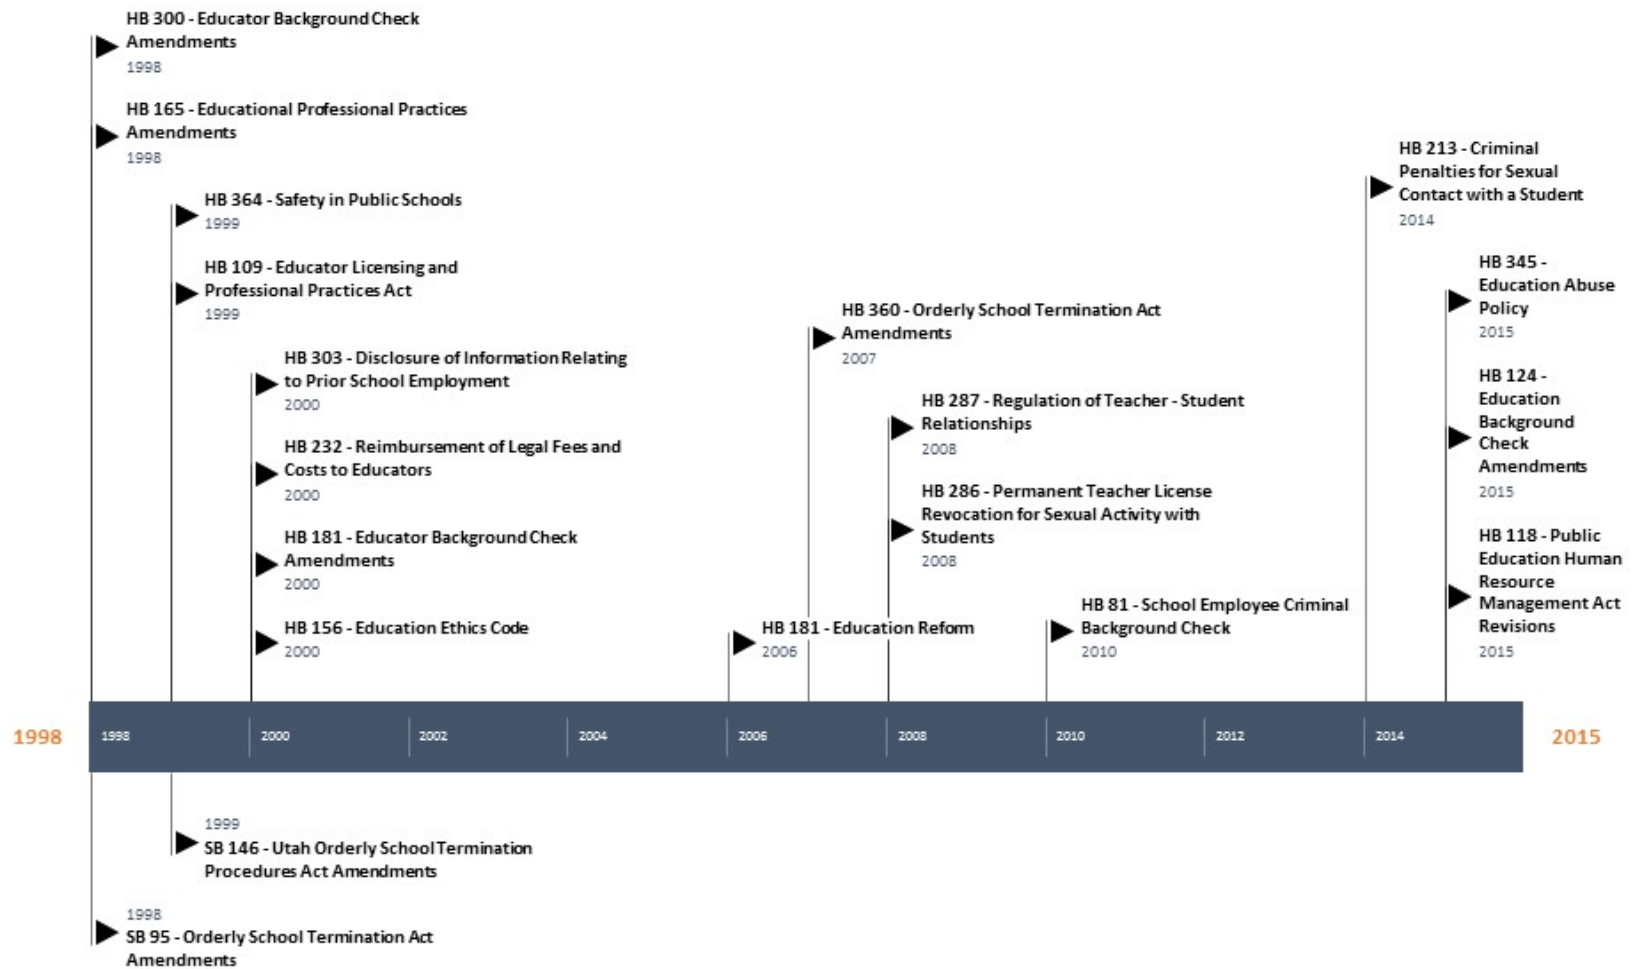 HB 300 - Educator Background Check
Amendments
1998
HB 165 - Educational Professional Practices
Amendments
1998
HB 364 - Safety in Public Schools
1999
HB 109 - Educator Licensing and
Professional Practices Act
1999
HB 303 - Disclosure of Information Relating
to Prior School Employment
2000
HB 232 - Reimbursement of Legal Fees and
Costs to Educators
2000
HB 181 - Educator Background Check
Amendments
2000
HB 156 - Education Ethics Code
2000
HB 181 - Education Reform
2006
HB 360 - Orderly School Termination Act
Amendments
2007
HB 287 - Regulation of Teacher - Student
Relationships
2008
HB 286 - Permanent Teacher License
Revocation for Sexual Activity with
Students
2008
HB 81 - School Employee Criminal
Background Check
2010
HB 213 - Criminal
Penalties for Sexual
Contact with a Student
2014
HB 345 -
Education Abuse
Policy
2015
HB 124 -
Education
Background
Check
Amendments
2015
HB 118 - Public
Education Human
Resource
Management Act
Revisions
2015
1998
1998
2000
2002
2004
2006
2008
2010
2012
2014
2015
1999
SB 146 - Utah Orderly School Termination
Procedures Act Amendments
1998
SB 95 - Orderly School Termination Act
Amendments